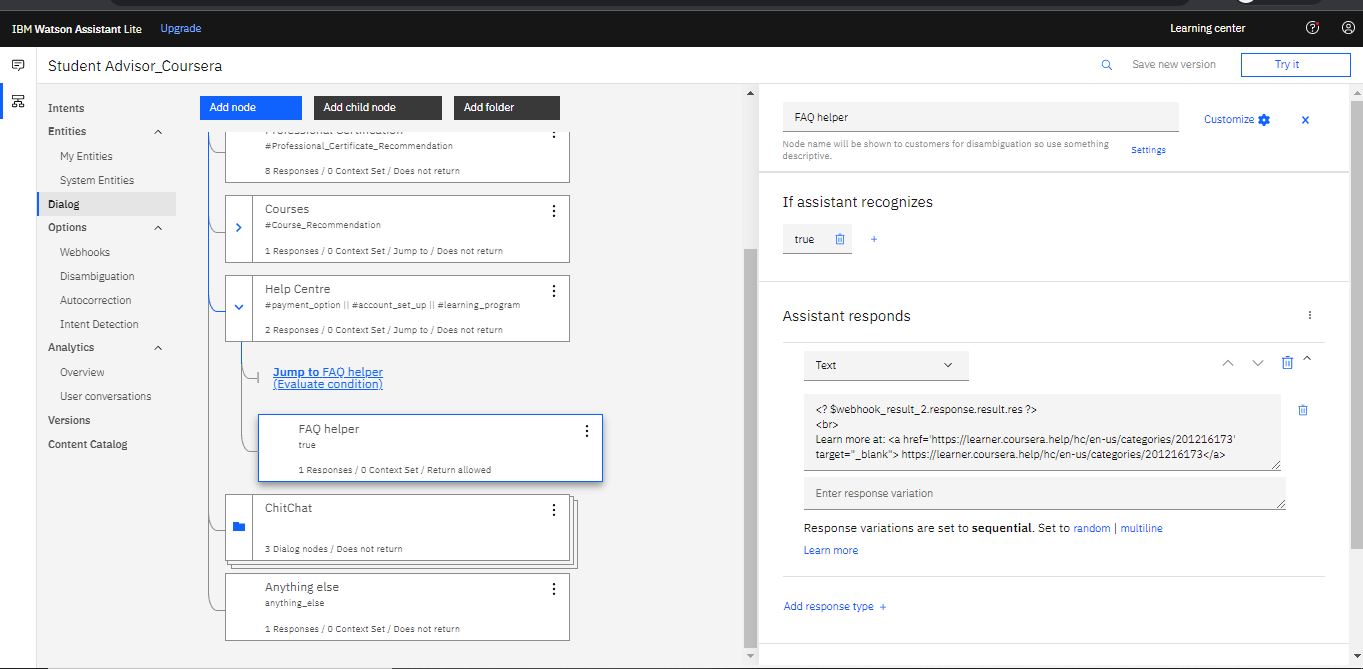 IBM Watson Assistant Lite
Upgrade
Learning center
Student Advisor_Coursera
Save new version
Try it
Intents
Entities
My Entities
System Entities
Dialog
Options
Webhooks
Disambiguation
Autocorrection
Intent Detection
Analytics
Overview
User conversations
Versions
Content Catalog
Add node
Add child node
Add folder
Professional Certification
#Professional_Certificate_Recommendation
8 Responses / 0 Context Set / Does not return
Courses
#Course_Recommendation
1 Responses / 0 Context Set / Jump to / Does not return
Help Centre
#payment_option || #account_set_up || #learning_program
2 Responses / 0 Context Set / Jump to / Does not return
Jump to FAQ helper
(Evaluate condition)
FAQ helper
true
1 Responses / 0 Context Set / Return allowed
ChitChat
3 Dialog nodes / Does not return
Anything else
anything_else
1 Responses / 0 Context Set / Does not return
FAQ helper
Customize
Node name will be shown to customers for disambiguation so use something
descriptive.
Settings
If assistant recognizes
true
Assistant responds
Text
<? $webhook_result_2.response.result.res ?>
<br>
Learn more at: <a href='https://learner.coursera.help/hc/en-us/categories/201216173'
target="_blank"> https://learner.coursera.help/hc/en-us/categories/201216173</a>
Enter response variation
Response variations are set to sequential. Set to random | multiline
Learn more
Add response type +